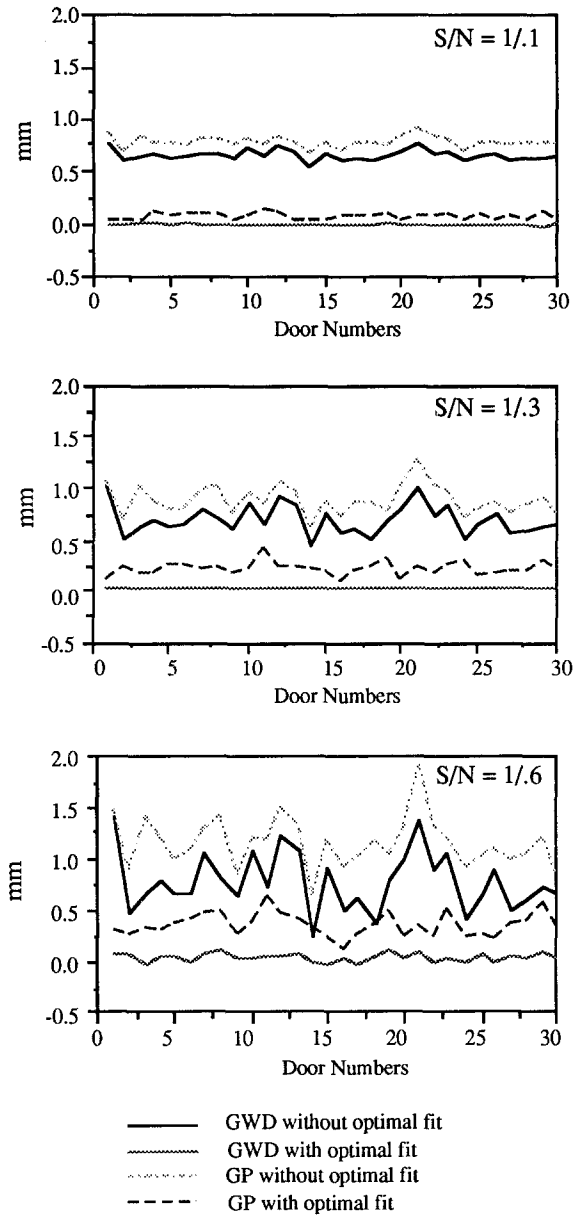 2.0
S/N = 1/.1
1.5
1.0
mm
0.5
0.0
-0.5
0 5 10 15 20 25 30
Door Numbers
2.0
S/N = 1/.3
1.5
1.0
mm
0.5
0.0
-0.5
0 5 10 15 20 25 30
Door Numbers
2.0
S/N = 1/.6
1.5
1.0
mm
0.5
0.0
-0.5
0 5 10 15 20 25 30
Door Numbers
GWD without optimal fit
GWD with optimal fit
GP without optimal fit
GP with optimal fit